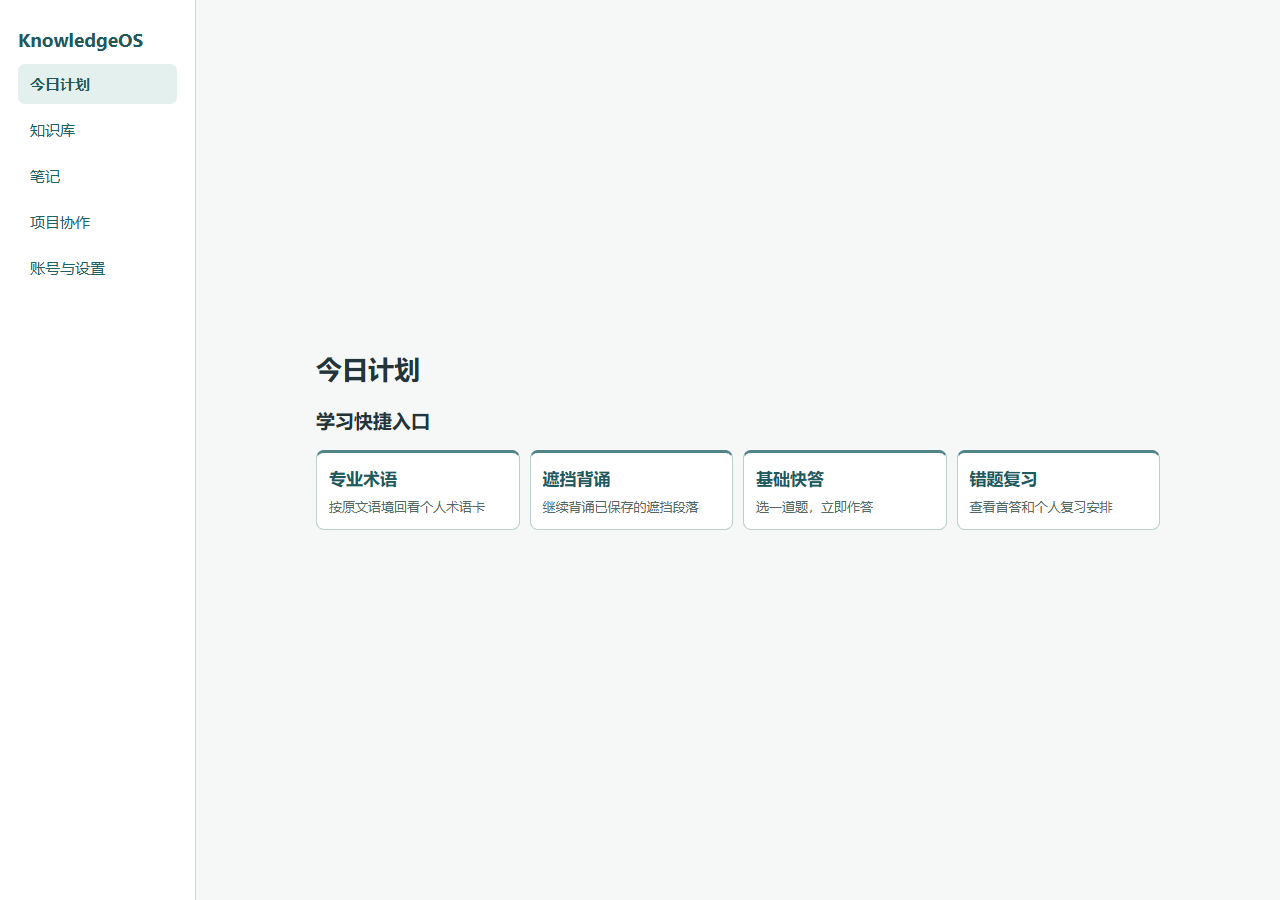 KnowledgeOS
今日计划
知识库
笔记
项目协作
账号与设置
今日计划
学习快捷入口
专业术语
按原文语境回看个人术语卡
遮挡背诵
继续背诵已保存的遮挡段落
基础快答
选一道题，立即作答
错题复习
查看首答和个人复习安排